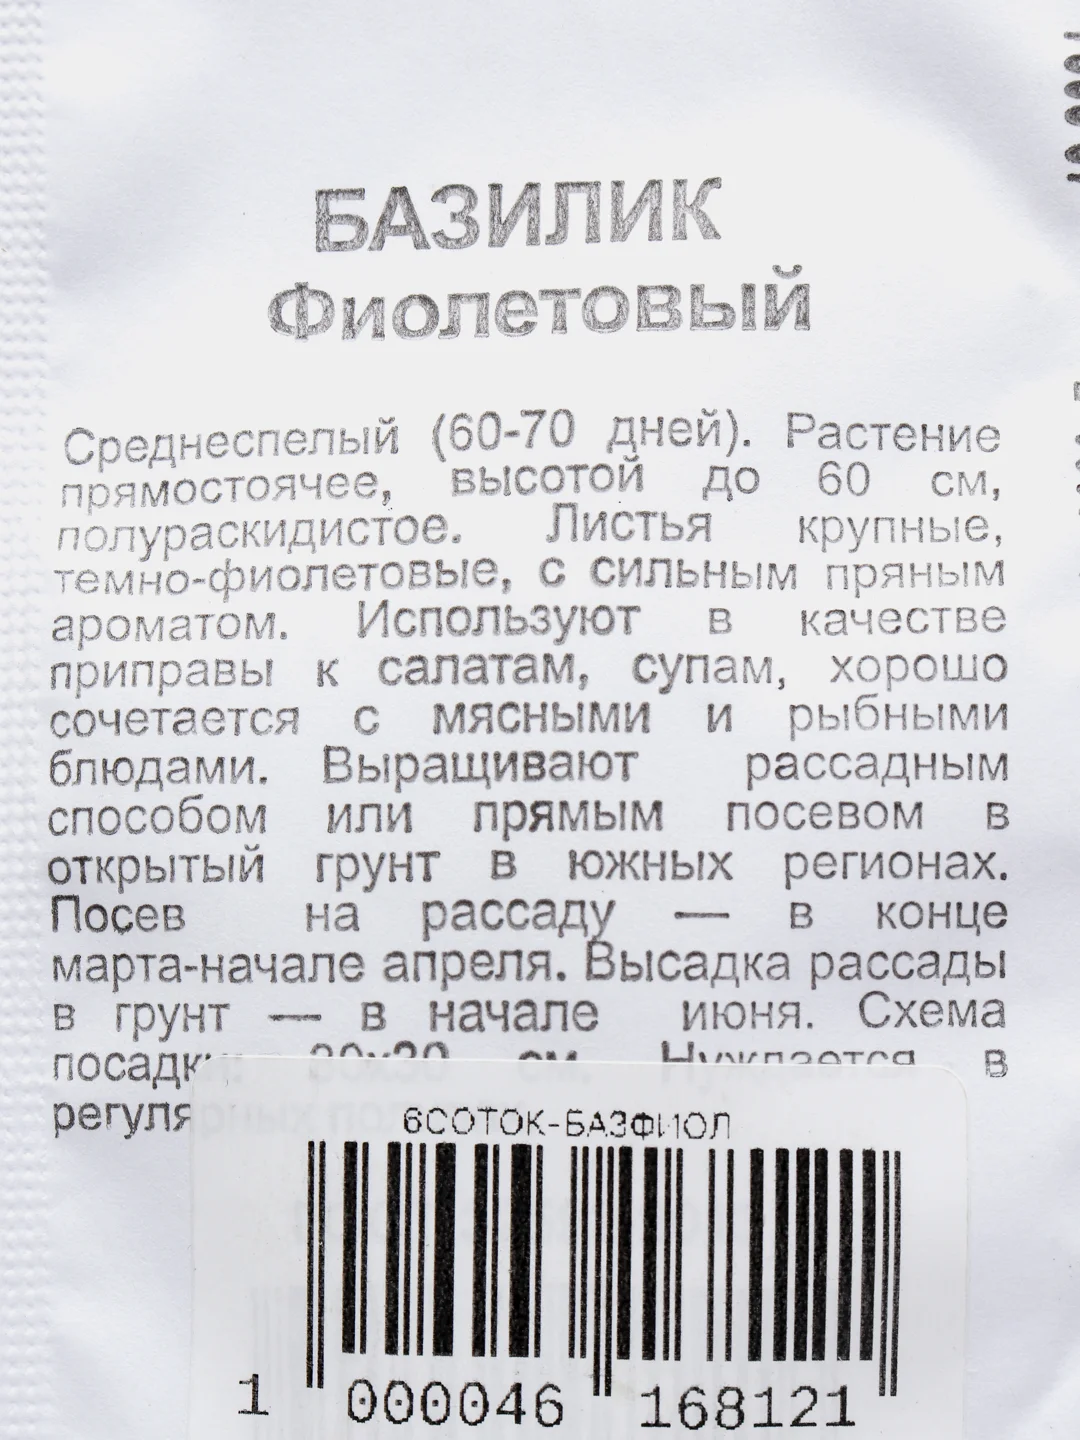 БАЗИЛИК
Фиолетовый
Среднеспелый (60-70 дней). Растение
прямостоячее, высотой до 60 см,
полураскидистое. Листья крупные,
темно-фиолетовые, с сильным пряным
ароматом. Используют в качестве
приправы к салатам, супам, хорошо
сочетается с мясными и рыбными
блюдами. Выращивают рассадным
способом или прямым посевом в
открытый грунт в южных регионах.
Посев на рассаду — в конце
марта-начале апреля. Высадка рассады
в грунт — в начале июня. Схема
посадки: 30х30 см. Нуждается в
6СОТОК-БАЗФИОЛ
1 000046 168121